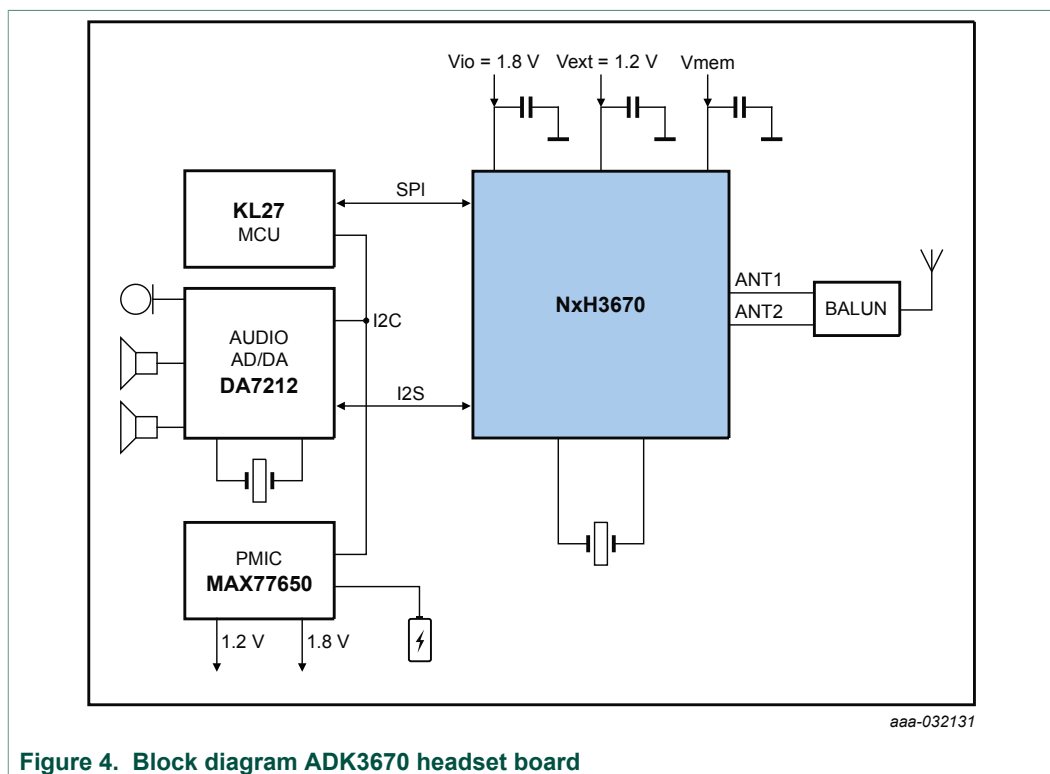 Vio = 1.8 V
Vext = 1.2 V
Vmem
KL27
MCU
SPI
NxH3670
ANT1
ANT2
BALUN
AUDIO
AD/DA
DA7212
I2C
I2S
PMIC
MAX77650
1.2 V
1.8 V
aaa-032131
Figure 4. Block diagram ADK3670 headset board